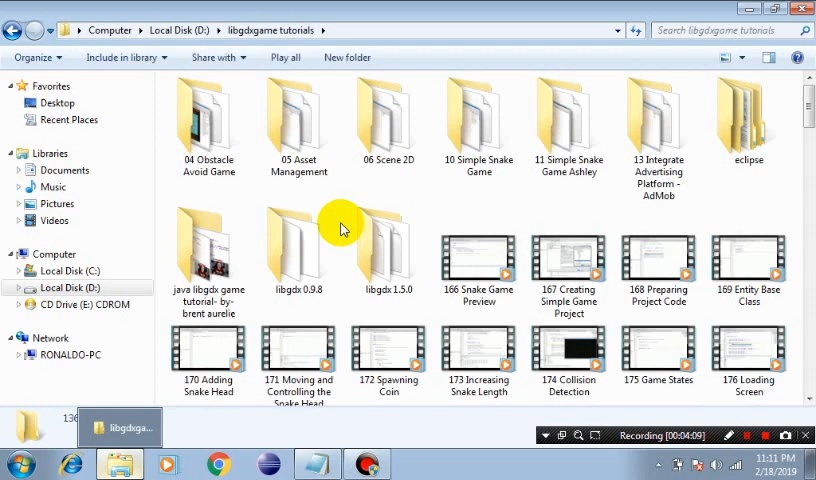 Computer Local Disk (D:) libgdxgame tutorials
Search libgdxgame tutorials
Organize Include in library Share with Play all New folder
Favorites
Desktop
Recent Places
Libraries
Documents
Music
Pictures
Videos
Computer
Local Disk (C:)
Local Disk (D:)
CD Drive (E:) CDROM
Network
RONALDO-PC
04 Obstacle
Avoid Game
05 Asset
Management
06 Scene 2D
10 Simple Snake
Game
11 Simple Snake
Game Ashley
13 Integrate
Advertising
Platform -
AdMob
eclipse
java libgdx game
tutorial- by-
brent aurelie
libgdx 0.9.8
libgdx 1.5.0
166 Snake Game
Preview
167 Creating
Simple Game
Project
168 Preparing
Project Code
169 Entity Base
Class
170 Adding
Snake Head
171 Moving and
Controlling the
Snake Head
172 Spawning
Coin
173 Increasing
Snake Length
174 Collision
Detection
175 Game States
176 Loading
Screen
136
libgdxga...
Recording [00:04:09]
11:11 PM
2/18/2019